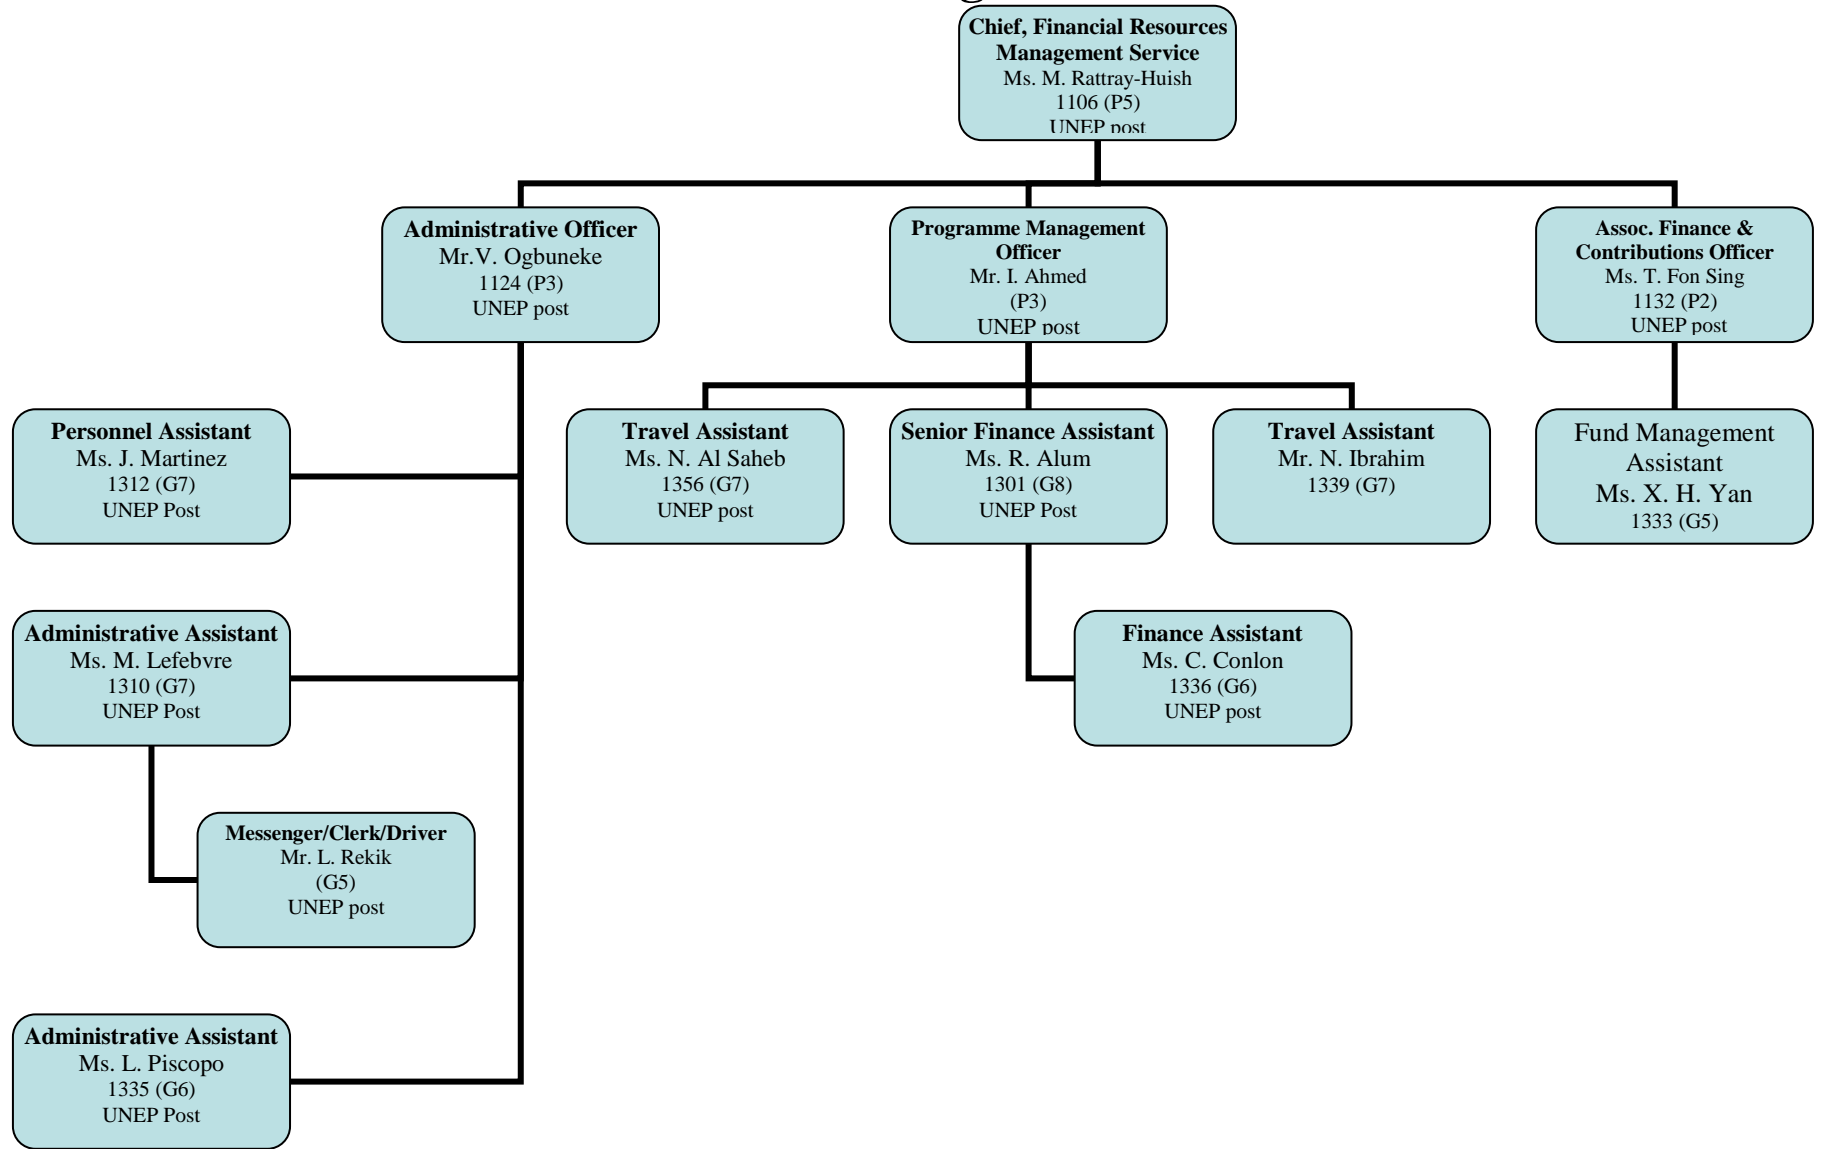 Chief, Financial Resources
Management Service
Ms. M. Rattray-Huish
1106 (P5)
UNEP post
Administrative Officer
Mr.V. Ogbuneke
1124 (P3)
UNEP post
Programme Management
Officer
Mr. I. Ahmed
(P3)
UNEP post
Assoc. Finance &
Contributions Officer
Ms. T. Fon Sing
1132 (P2)
UNEP post
Personnel Assistant
Ms. J. Martinez
1312 (G7)
UNEP Post
Travel Assistant
Ms. N. Al Saheb
1356 (G7)
UNEP post
Senior Finance Assistant
Ms. R. Alum
1301 (G8)
UNEP Post
Travel Assistant
Mr. N. Ibrahim
1339 (G7)
Fund Management
Assistant
Ms. X. H. Yan
1333 (G5)
Administrative Assistant
Ms. M. Lefebvre
1310 (G7)
UNEP Post
Finance Assistant
Ms. C. Conlon
1336 (G6)
UNEP post
Messenger/Clerk/Driver
Mr. L. Rekik
(G5)
UNEP post
Administrative Assistant
Ms. L. Piscopo
1335 (G6)
UNEP Post